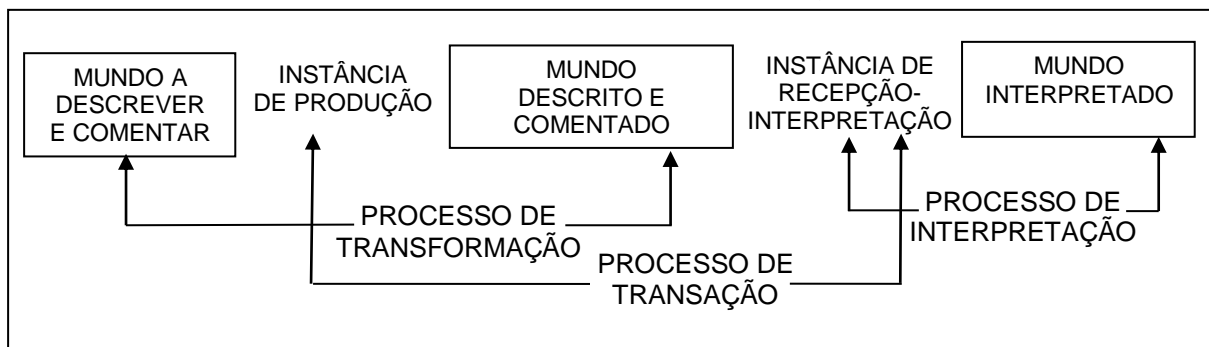 MUNDO A
DESCREVER
E COMENTAR
INSTÂNCIA
DE PRODUÇÃO
MUNDO
DESCRITO E
COMENTADO
INSTÂNCIA DE
RECEPÇÃO-
INTERPRETAÇÃO
MUNDO
INTERPRETADO
PROCESSO DE
TRANSFORMAÇÃO
PROCESSO DE
TRANSAÇÃO
PROCESSO DE
INTERPRETAÇÃO